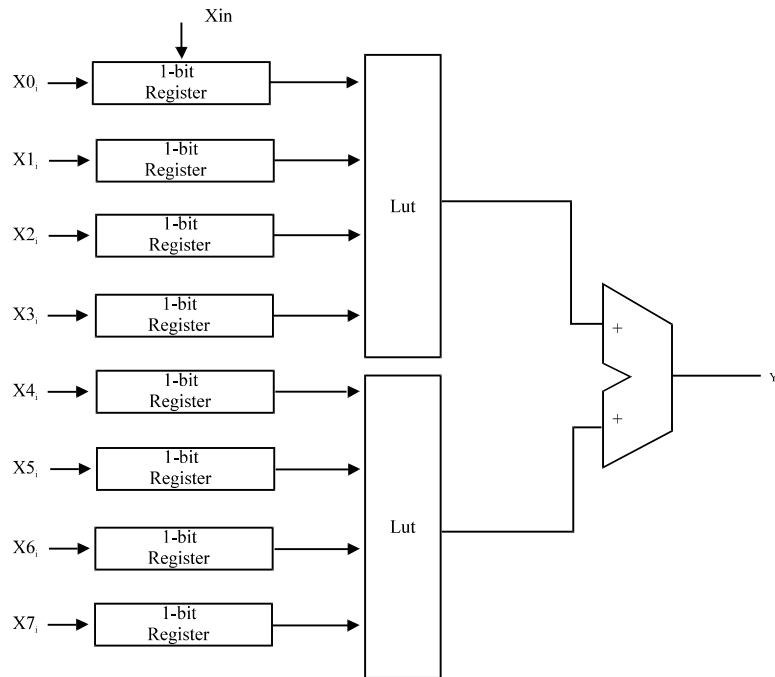 Xin
X0i
1-bit
Register
X1i
1-bit
Register
X2i
1-bit
Register
X3i
1-bit
Register
Lut
X4i
1-bit
Register
X5i
1-bit
Register
X6i
1-bit
Register
X7i
1-bit
Register
Lut
+
+
Y